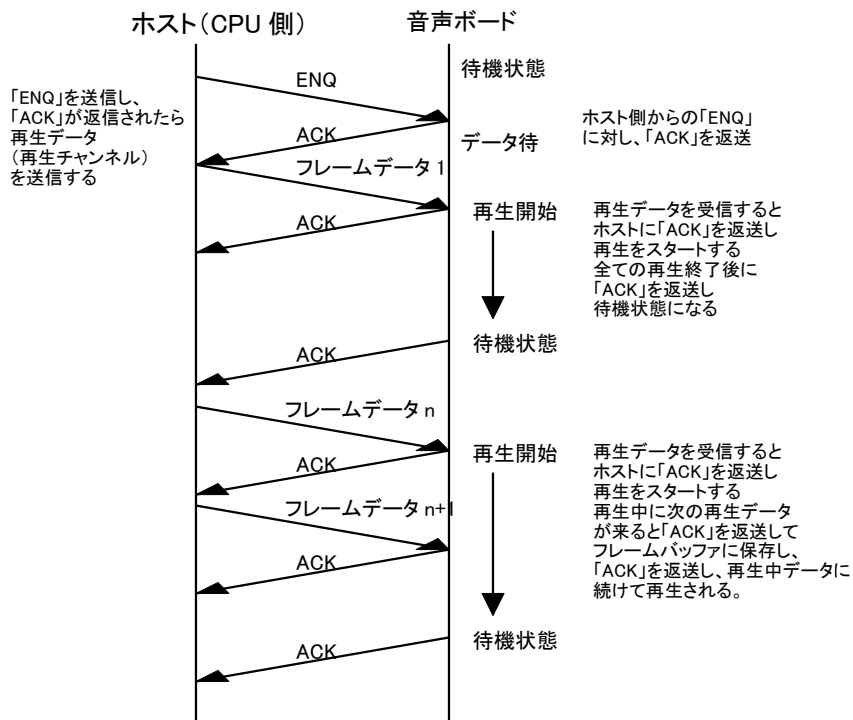 ホスト（CPU 側）
音声ボード
待機状態
ENQ
「ENQ」を送信し、
「ACK」が返信されたら
再生データ
（再生チャンネル）
を送信する
ACK
データ待
ホスト側からの「ENQ」
に対し、「ACK」を返送
フレームデータ 1
再生開始
ACK
再生データを受信すると
ホストに「ACK」を返送し
再生をスタートする
全ての再生終了後に
「ACK」を返送し
待機状態になる
待機状態
ACK
フレームデータ n
再生開始
ACK
再生データを受信すると
ホストに「ACK」を返送し
再生をスタートする
再生中に次の再生データ
が来ると「ACK」を返送して
フレームバッファに保存し、
「ACK」を返送し、再生中データに
続けて再生される。
フレームデータ n+1
ACK
待機状態
ACK